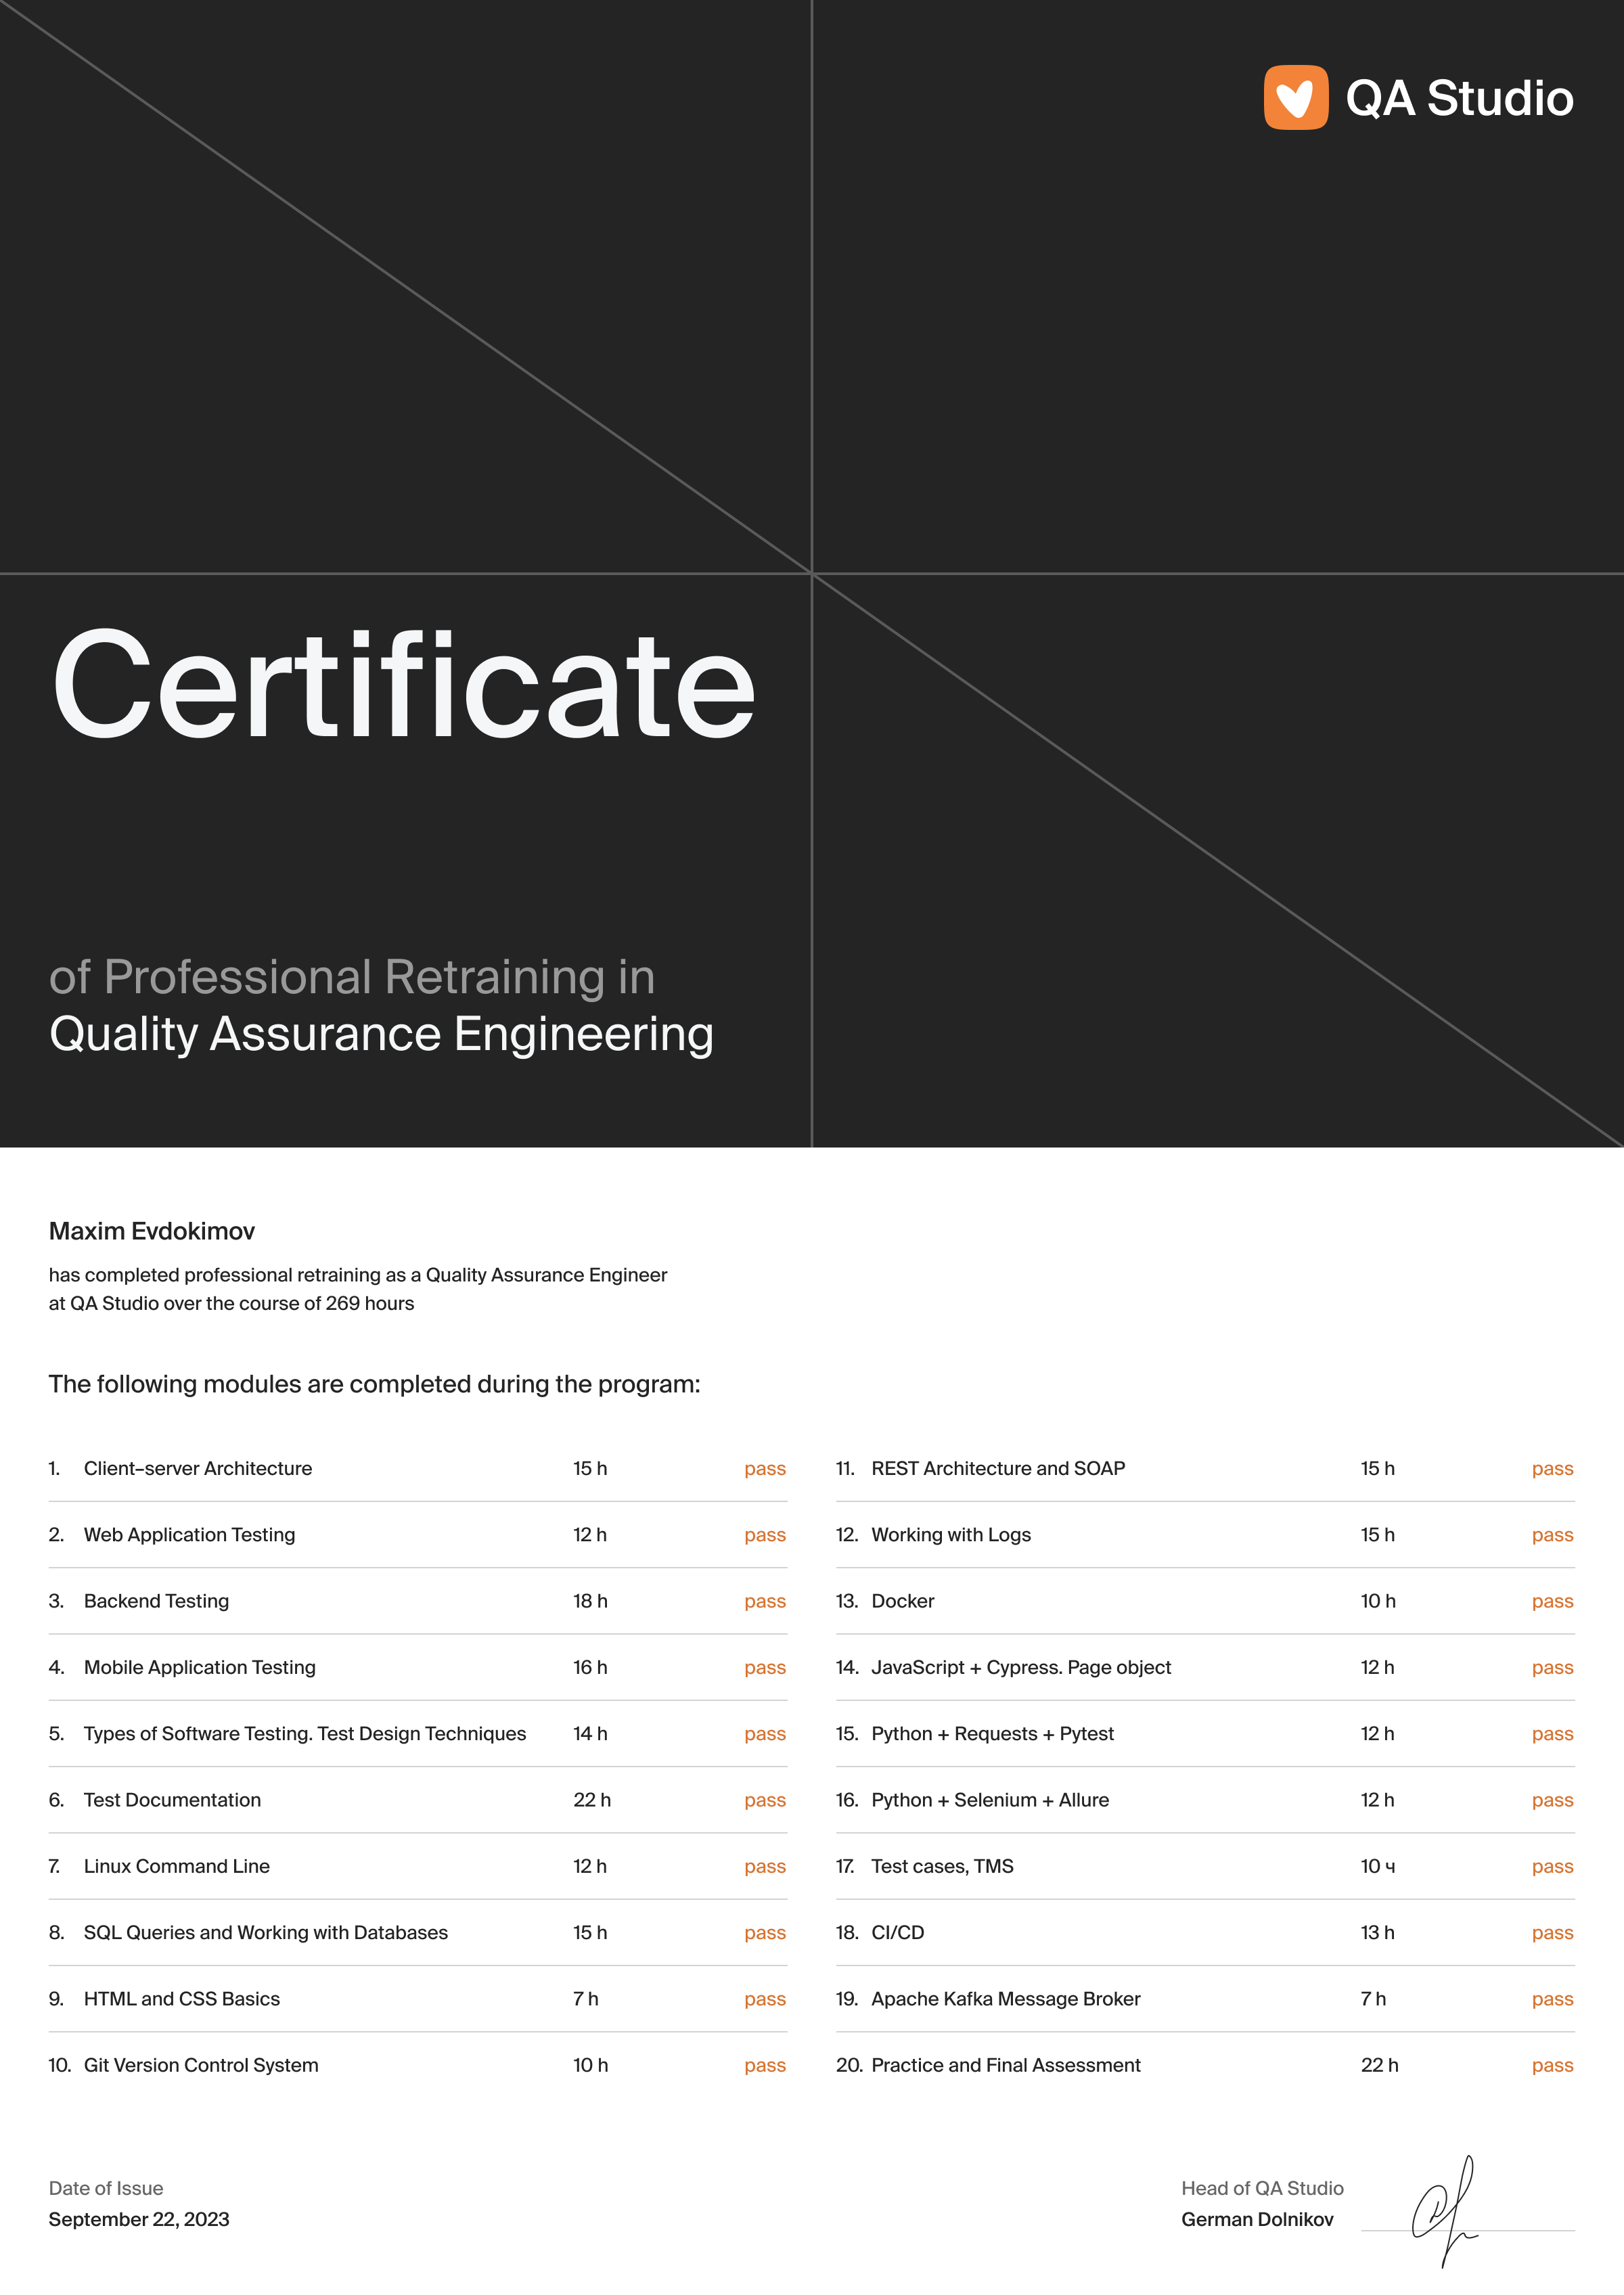 QA Studio
Certificate
of Professional Retraining in
Quality Assurance Engineering
Maxim Evdokimov
has completed professional retraining as a Quality Assurance Engineer
at QA Studio over the course of 269 hours
The following modules are completed during the program:
1. Client–server Architecture 15 h pass
2. Web Application Testing 12 h pass
3. Backend Testing 18 h pass
4. Mobile Application Testing 16 h pass
5. Types of Software Testing. Test Design Techniques 14 h pass
6. Test Documentation 22 h pass
7. Linux Command Line 12 h pass
8. SQL Queries and Working with Databases 15 h pass
9. HTML and CSS Basics 7 h pass
10. Git Version Control System 10 h pass
11. REST Architecture and SOAP 15 h pass
12. Working with Logs 15 h pass
13. Docker 10 h pass
14. JavaScript + Cypress. Page object 12 h pass
15. Python + Requests + Pytest 12 h pass
16. Python + Selenium + Allure 12 h pass
17. Test cases, TMS 10 ч pass
18. CI/CD 13 h pass
19. Apache Kafka Message Broker 7 h pass
20. Practice and Final Assessment 22 h pass
Date of Issue
September 22, 2023
Head of QA Studio
German Dolnikov